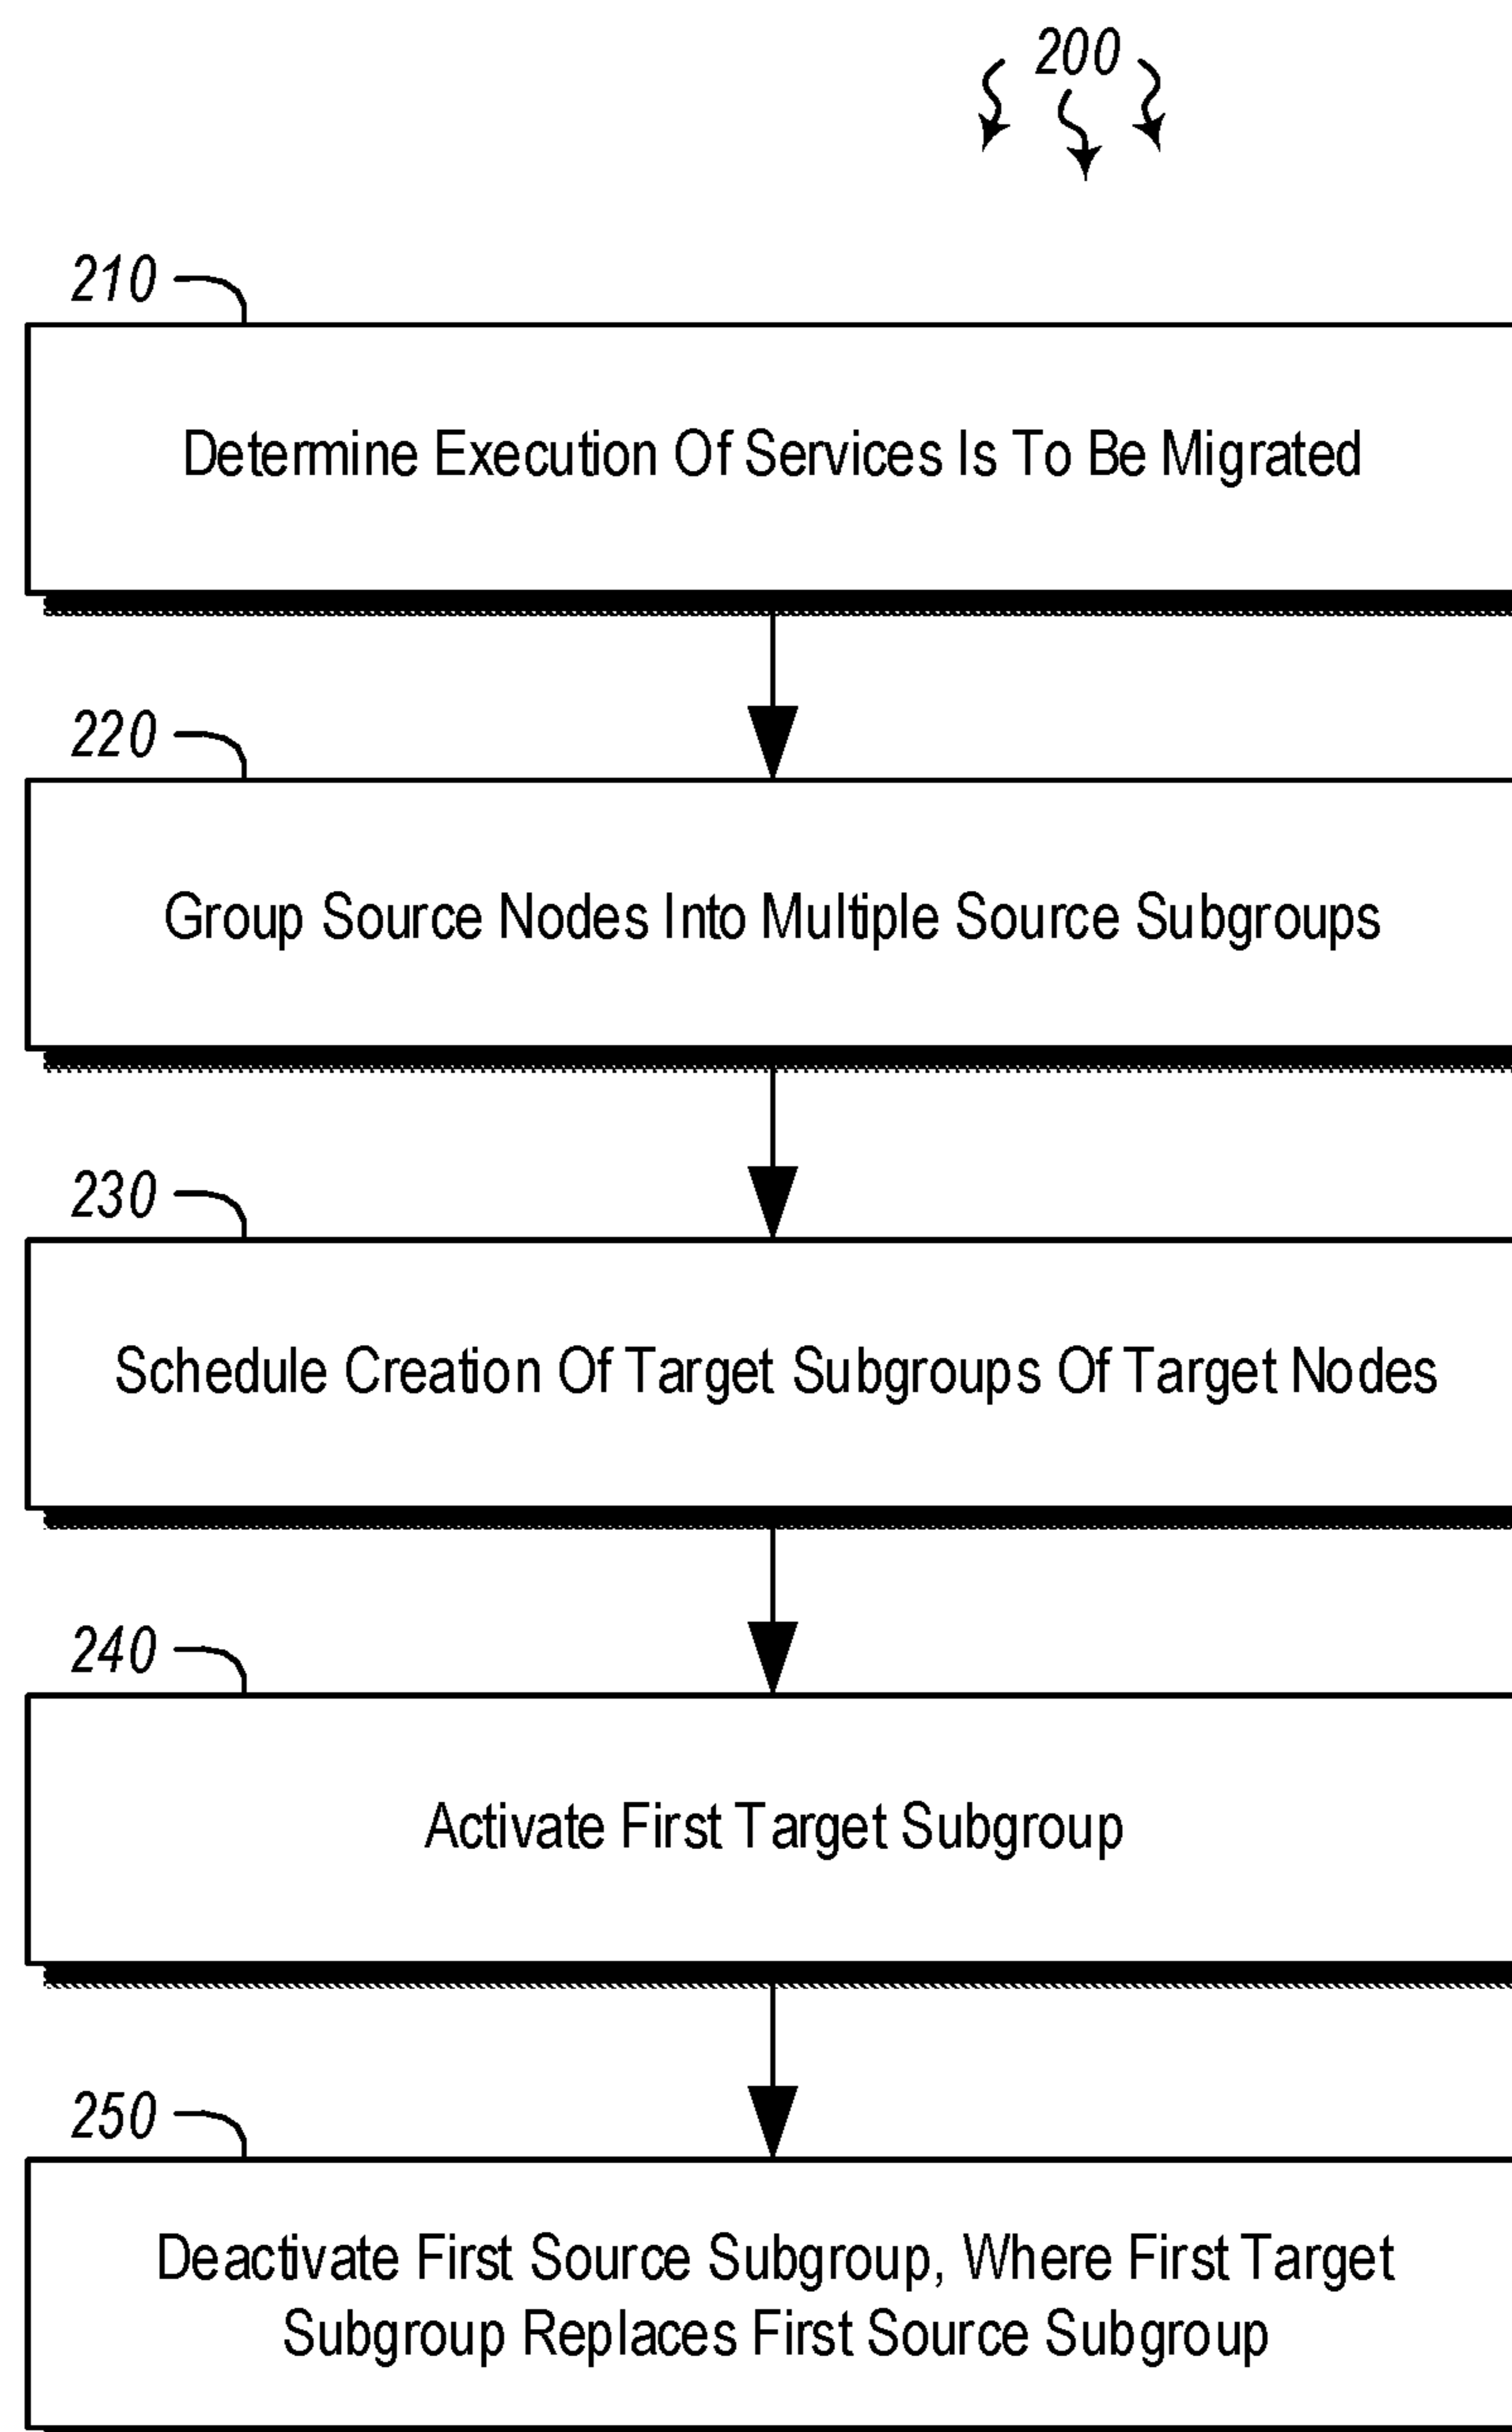 200
210
Determine Execution Of Services Is To Be Migrated
220
Group Source Nodes Into Multiple Source Subgroups
230
Schedule Creation Of Target Subgroups Of Target Nodes
240
Activate First Target Subgroup
250
Deactivate First Source Subgroup, Where First Target
Subgroup Replaces First Source Subgroup